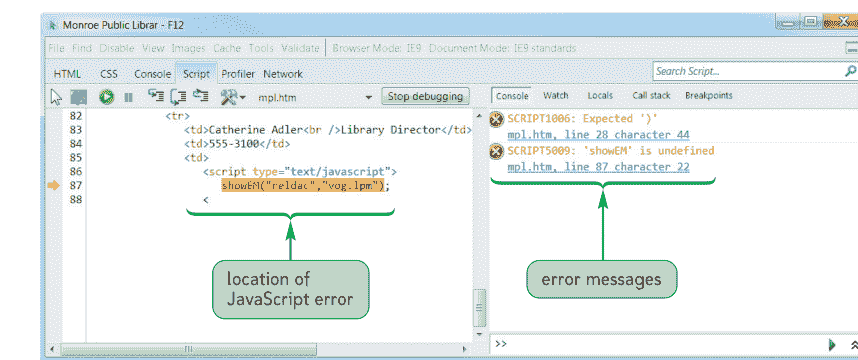 Monroe Public Librar - F12
File Find Disable View Images Cache Tools Validate Browser Mode: IE9 Document Mode: IE9 standards
HTML CSS Console Script Profiler Network
Search Script...
mpl.htm Stop debugging
Console Watch Locals Call stack Breakpoints
82 <tr>
83 <td>Catherine Adler<br />Library Director</td>
84 <td>555-3100</td>
85 <td>
86 <script type="text/javascript">
87 showEM("reldac","vog.lpm");
88 <
SCRIPT1006: Expected ')'
mpl.htm, line 28 character 44
SCRIPT5009: 'showEM' is undefined
mpl.htm, line 87 character 22
location of
JavaScript error
error messages
>>